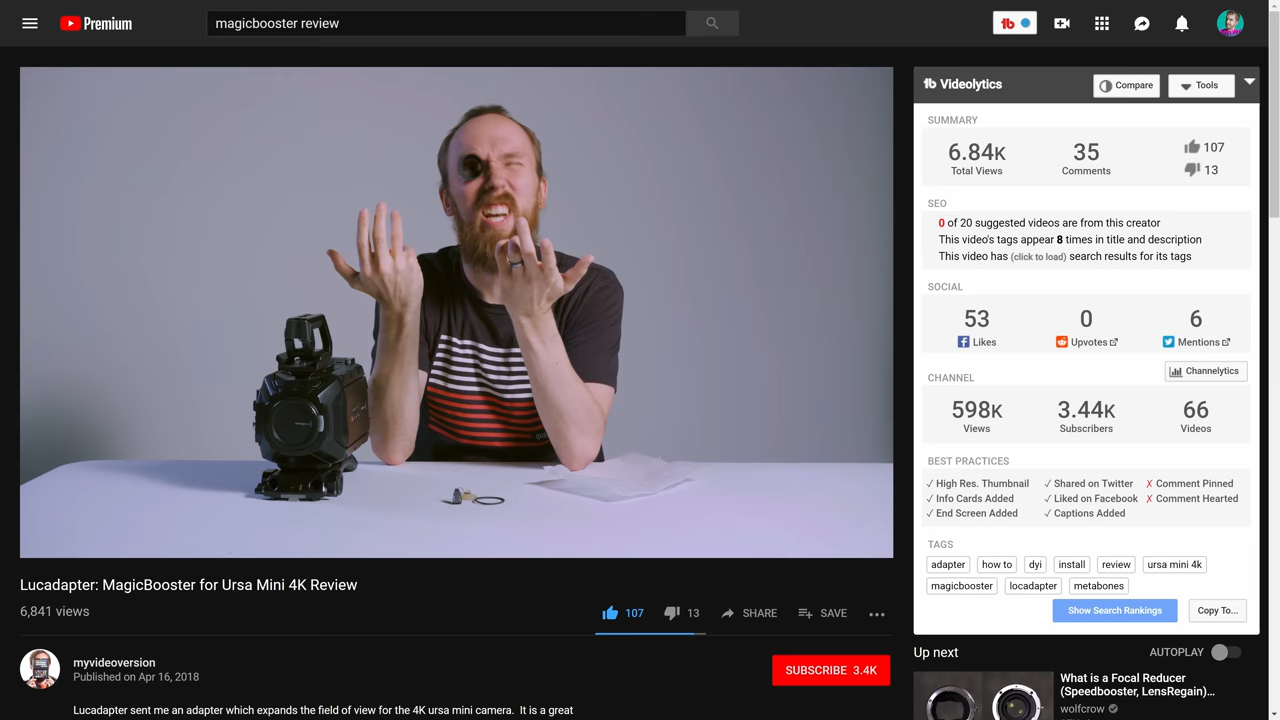 Premium
magicbooster review
tb
tb Videolytics
Compare
Tools
SUMMARY
6.84K
Total Views
35
Comments
107
13
SEO
0 of 20 suggested videos are from this creator
This video's tags appear 8 times in title and description
This video has (click to load) search results for its tags
SOCIAL
53
Likes
0
Upvotes
6
Mentions
CHANNEL
Channelytics
598K
Views
3.44K
Subscribers
66
Videos
BEST PRACTICES
✓ High Res. Thumbnail
✓ Shared on Twitter
✗ Comment Pinned
✓ Info Cards Added
✓ Liked on Facebook
✗ Comment Hearted
✓ End Screen Added
✓ Captions Added
TAGS
adapter how to dyi install review ursa mini 4k
magicbooster locadapter metabones
Show Search Rankings
Copy To...
Lucadapter: MagicBooster for Ursa Mini 4K Review
6,841 views
107
13
SHARE
SAVE
myvideoversion
Published on Apr 16, 2018
SUBSCRIBE 3.4K
Lucadapter sent me an adapter which expands the field of view for the 4K ursa mini camera. It is a great
Up next
AUTOPLAY
What is a Focal Reducer
(Speedbooster, LensRegain)...
wolfcrow